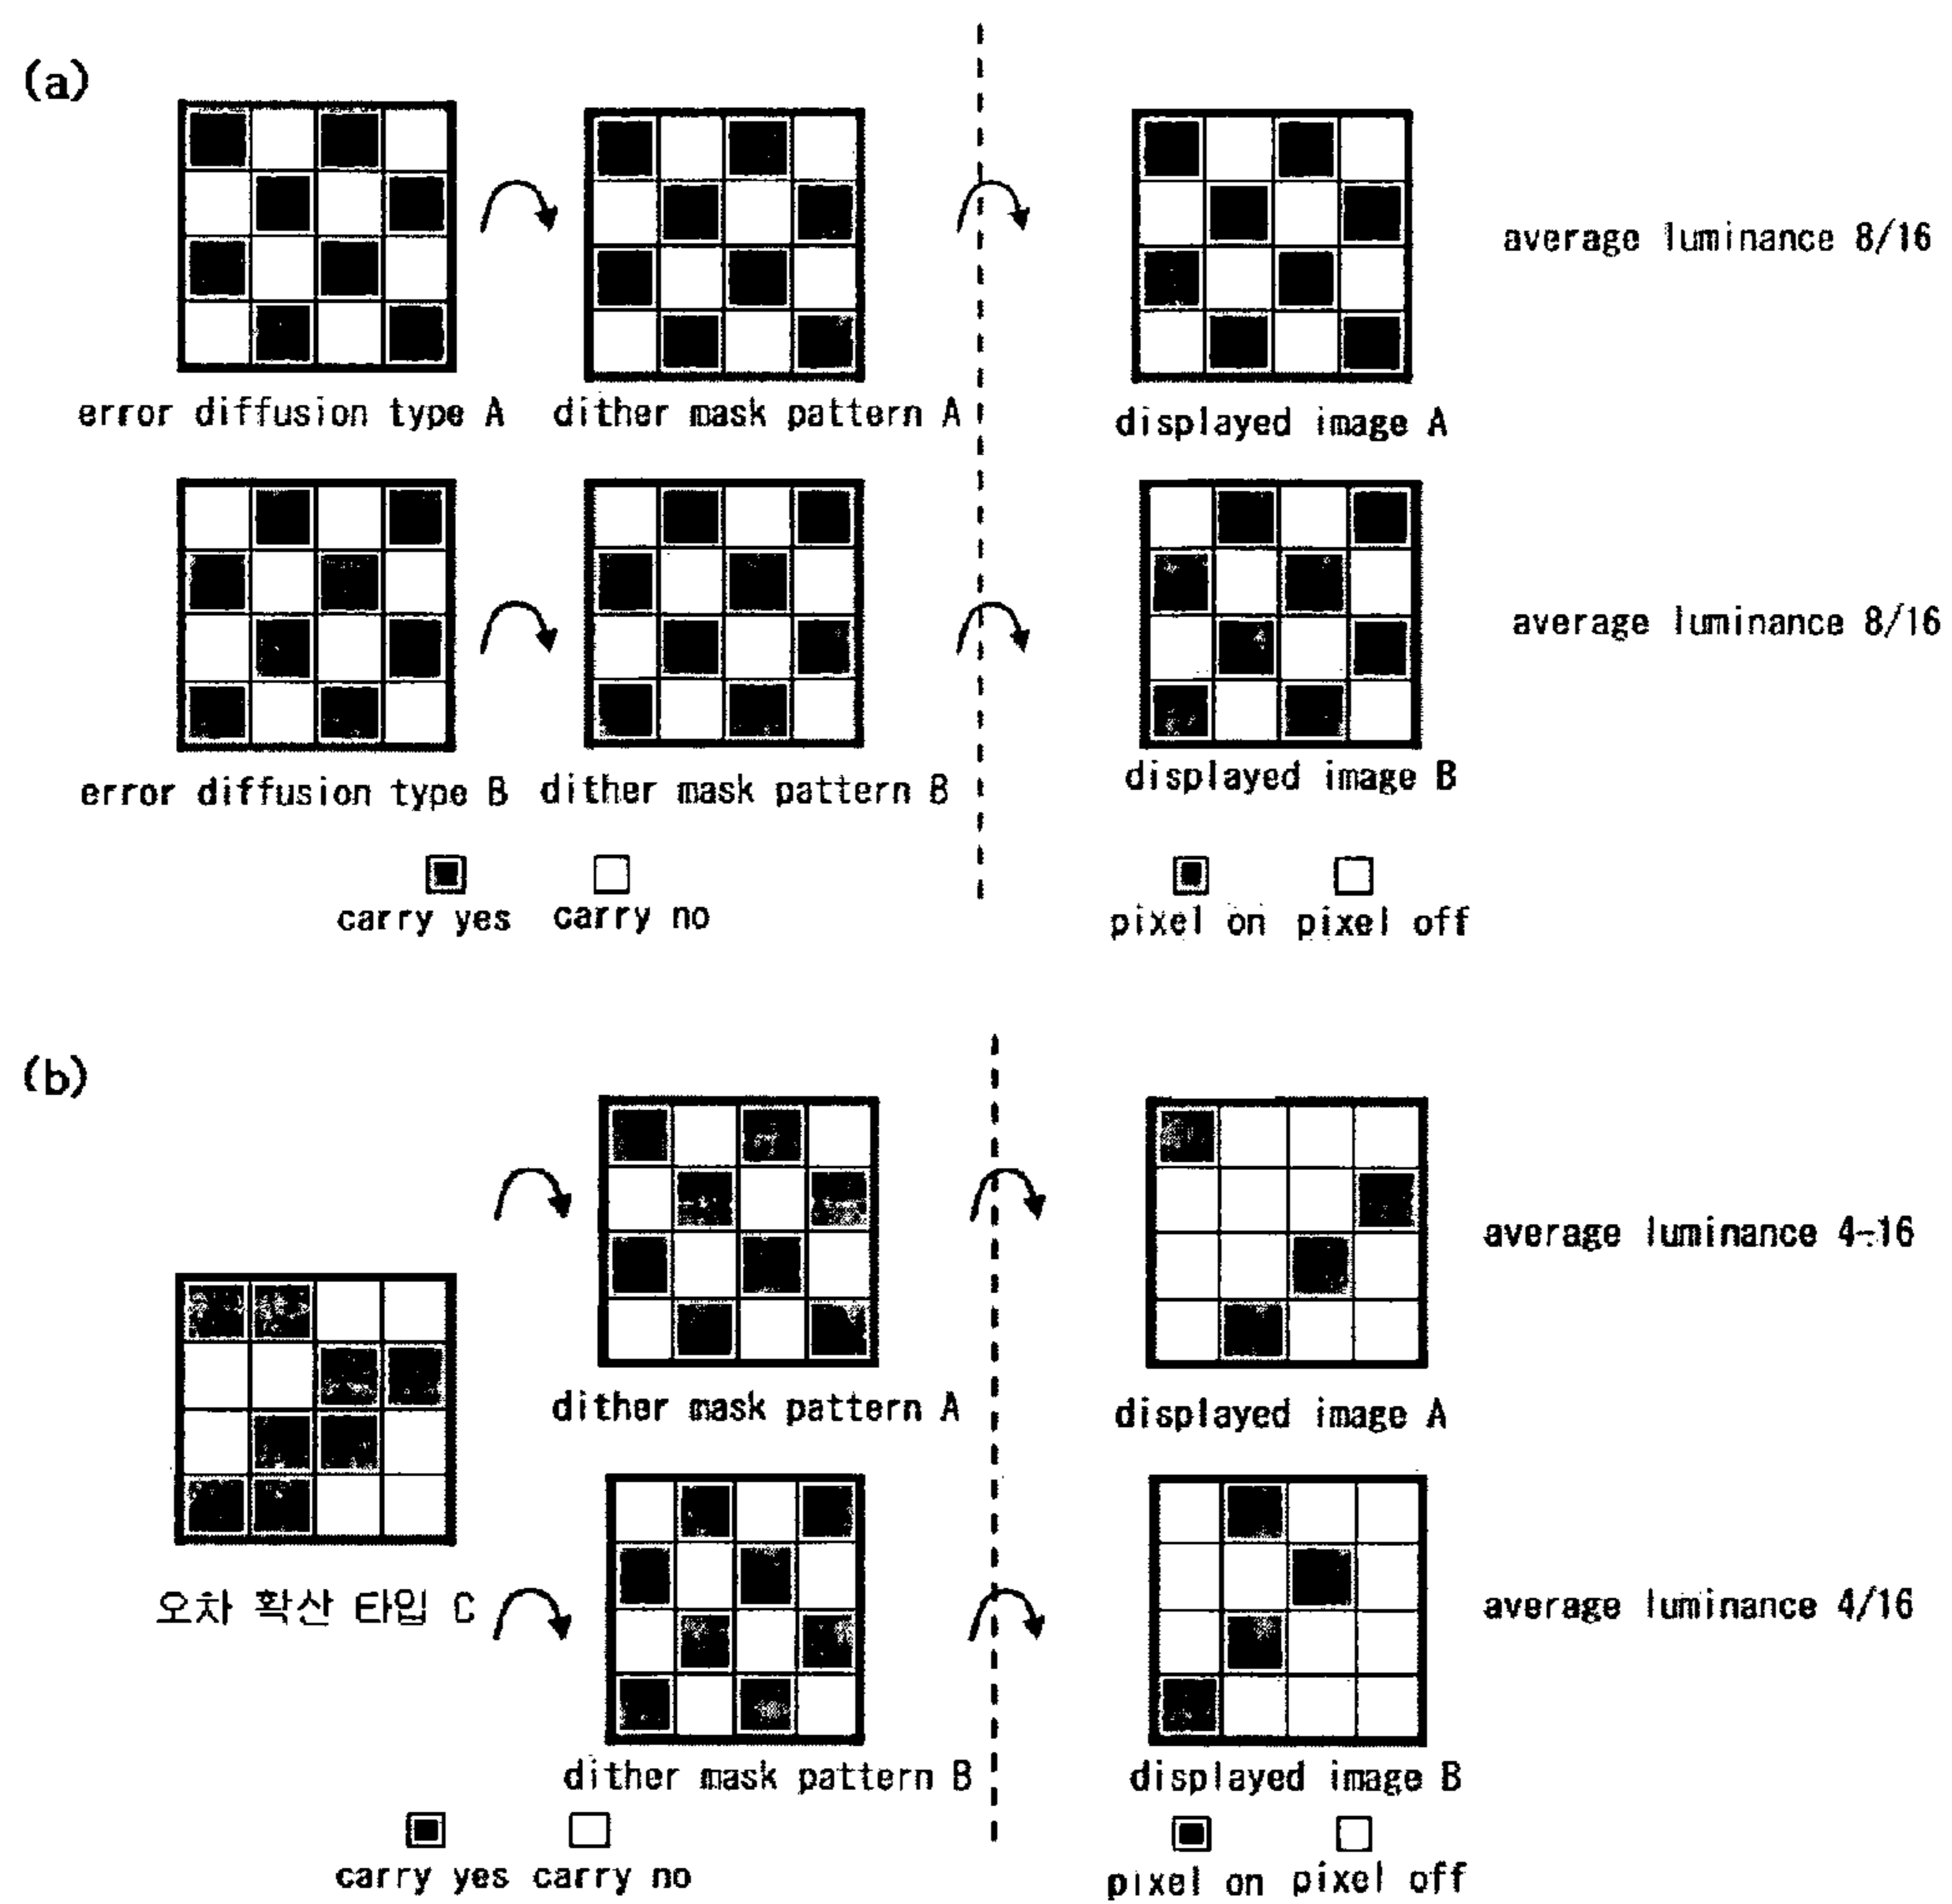 (a)
error diffusion type A
dither mask pattern A
displayed image A
average luminance 8/16
error diffusion type B
dither mask pattern B
displayed image B
average luminance 8/16
carry yes
carry no
pixel on
pixel off
(b)
dither mask pattern A
displayed image A
average luminance 4-16
오차 확산 타입 C
dither mask pattern B
displayed image B
average luminance 4/16
carry yes
carry no
pixel on
pixel off